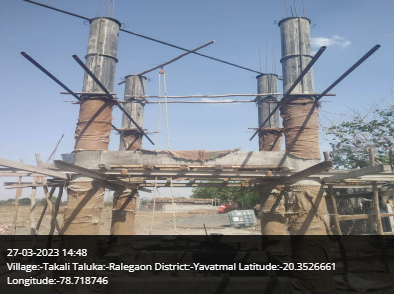 27-03-2023 14:48
Village:-Takali Taluka:-Ralegaon District:-Yavatmal Latitude:-20.3526661
Longitude:-78.718746